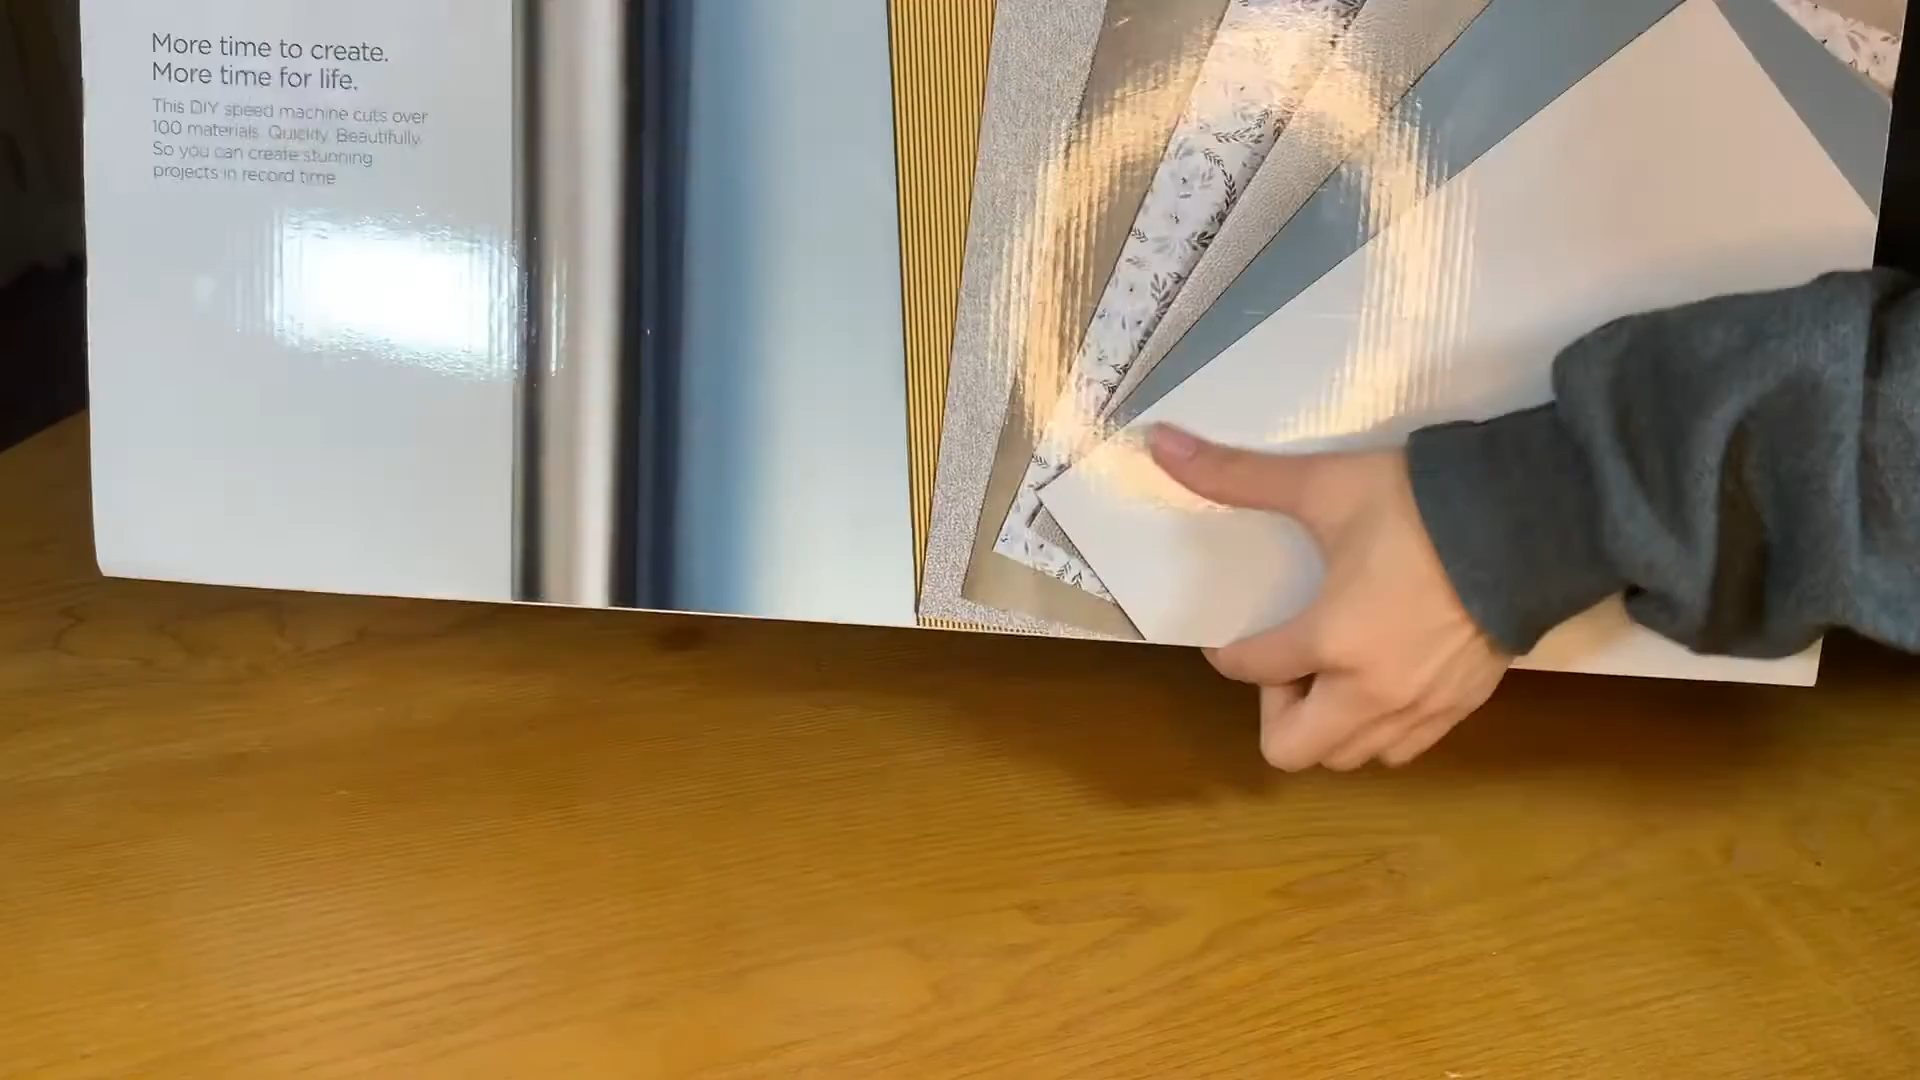 More time to create.
More time for life.
This DIY speed machine cuts over
100 materials. Quickly. Beautifully.
So you can create stunning
projects in record time